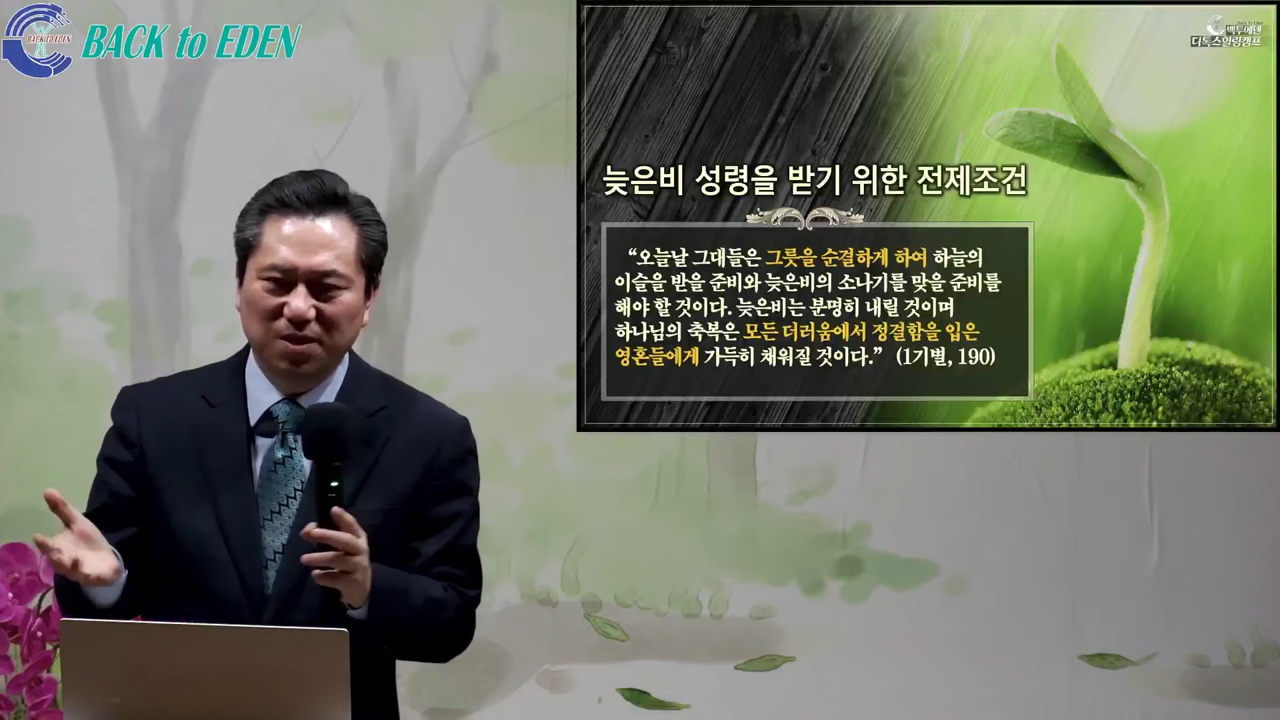 BACK TO EDEN
BACK to EDEN
Back to Eden
백투에덴
디톡스힐링캠프
늦은비 성령을 받기 위한 전제조건
“오늘날 그대들은 그릇을 순결하게 하여 하늘의
이슬을 받을 준비와 늦은비의 소나기를 맞을 준비를
해야 할 것이다. 늦은비는 분명히 내릴 것이며
하나님의 축복은 모든 더러움에서 정결함을 입은
영혼들에게 가득히 채워질 것이다.” (1기별, 190)